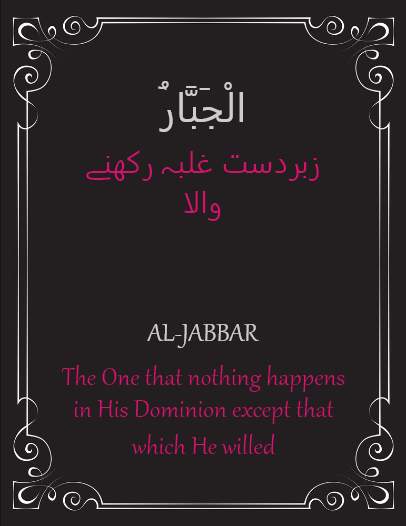 الْجَبَّارُ
زبردست غلبہ رکھنے
والا
AL-JABBAR
The One that nothing happens
in His Dominion except that
which He willed